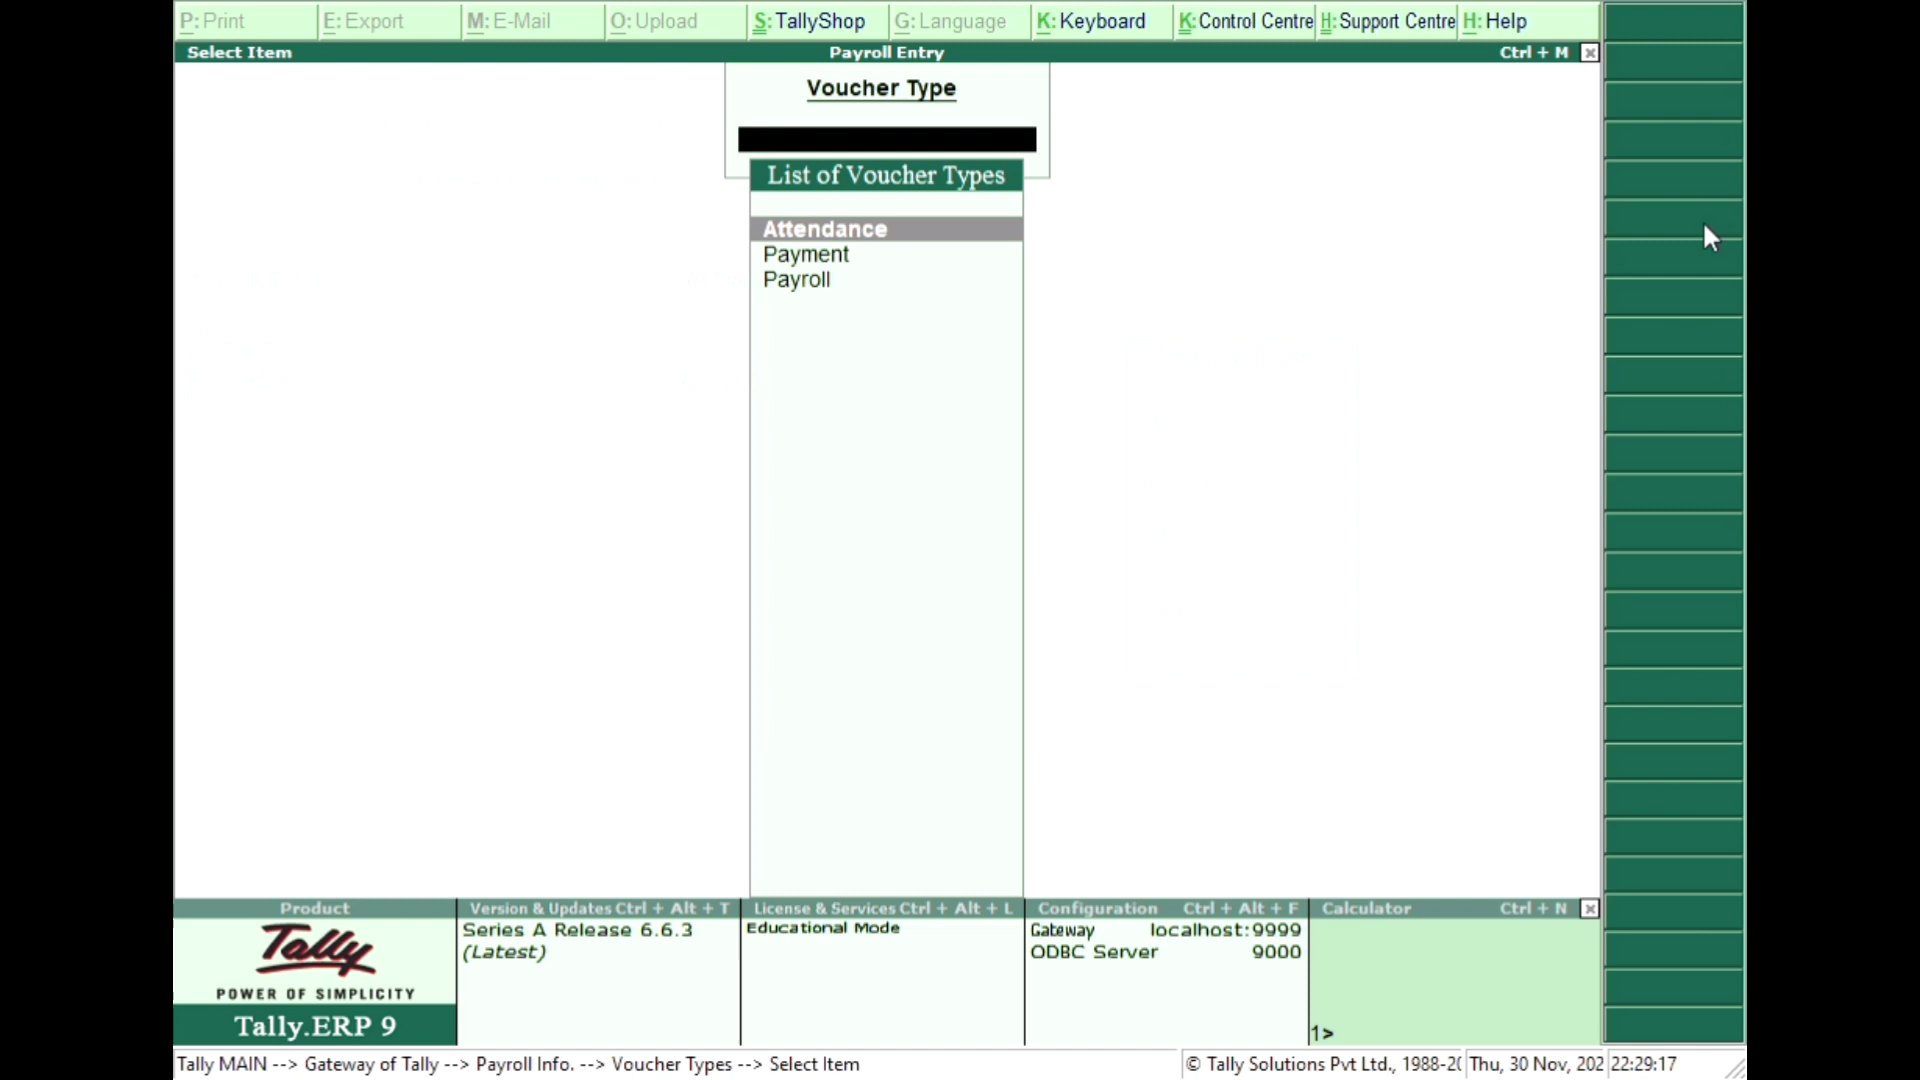 P: Print E: Export M: E-Mail O: Upload S: TallyShop G: Language K: Keyboard K: Control Centre H: Support Centre H: Help
Select Item Payroll Entry Ctrl + M
Voucher Type
List of Voucher Types
Attendance
Payment
Payroll
Product Version & Updates Ctrl + Alt + T License & Services Ctrl + Alt + L Configuration Ctrl + Alt + F Calculator Ctrl + N
Tally
POWER OF SIMPLICITY
Tally.ERP 9
Series A Release 6.6.3
(Latest)
Educational Mode
Gateway localhost:9999
ODBC Server 9000
1>
Tally MAIN --> Gateway of Tally --> Payroll Info. --> Voucher Types --> Select Item © Tally Solutions Pvt Ltd., 1988-20 Thu, 30 Nov, 202 22:29:17